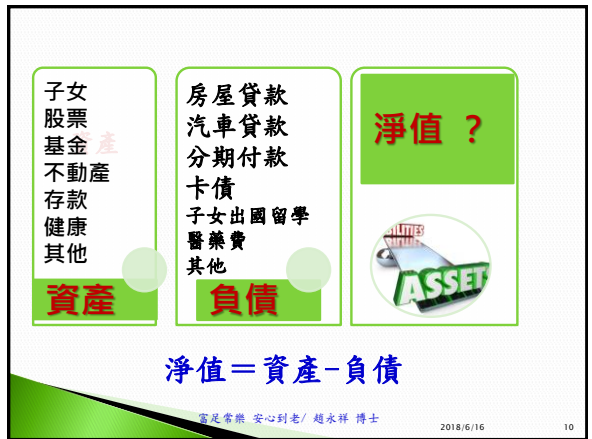 子女
股票
基金
不動產
存款
健康
其他
資產
房屋貸款
汽車貸款
分期付款
卡債
子女出國留學
醫藥費
其他
負債
淨值 ？
ASSET
淨值＝資產-負債
富足常樂 安心到老/ 趙永祥 博士
2018/6/16
10